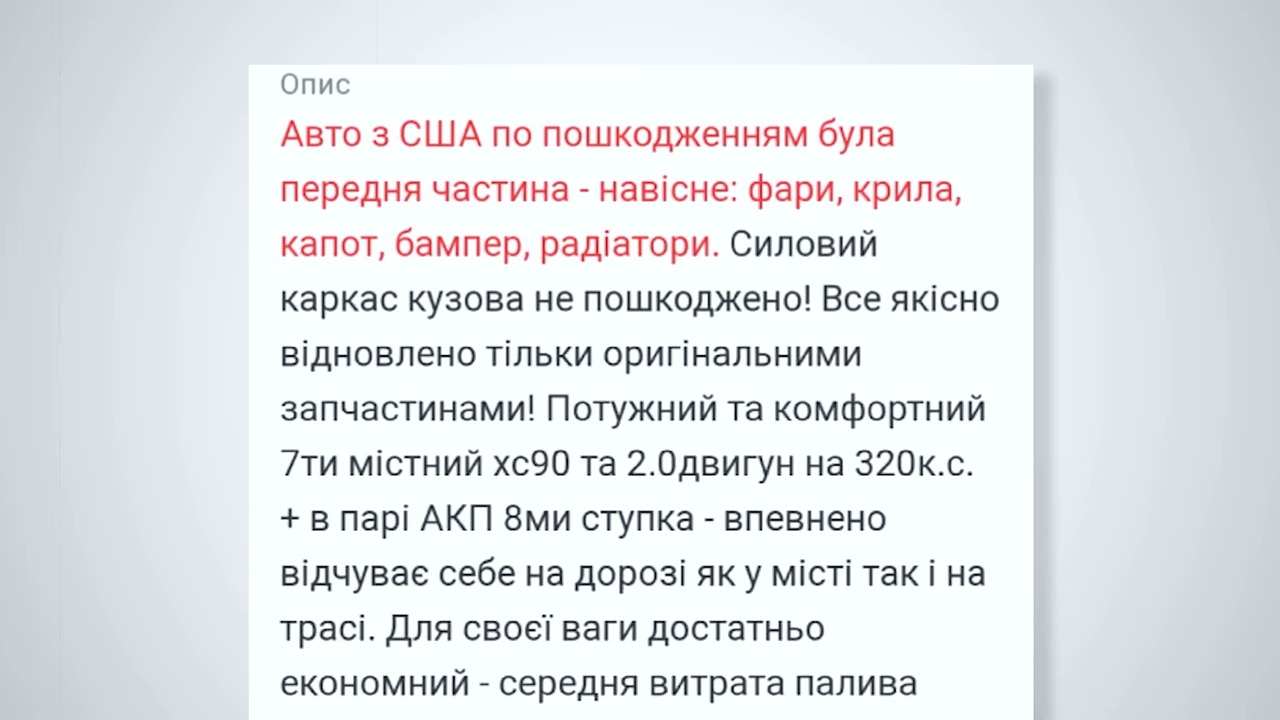 Опис
Авто з США по пошкодженням була
передня частина - навісне: фари, крила,
капот, бампер, радіатори. Силовий
каркас кузова не пошкоджено! Все якісно
відновлено тільки оригінальними
запчастинами! Потужний та комфортний
7ти містний хс90 та 2.0двигун на 320к.с.
+ в парі АКП 8ми ступка - впевнено
відчуває себе на дорозі як у місті так і на
трасі. Для своєї ваги достатньо
економний - середня витрата палива